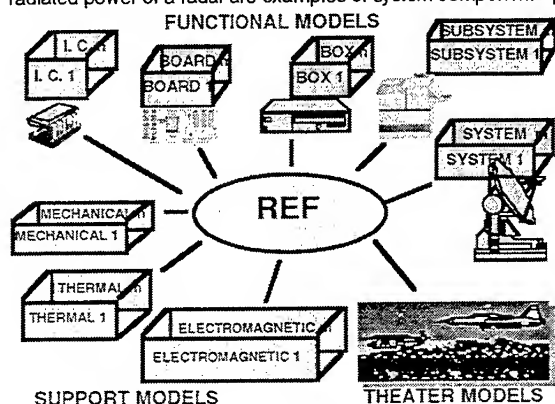 radiated power of a radar are examples of system component
FUNCTIONAL MODELS
I. C. n
I. C. 1
BOARD n
BOARD 1
BOX n
BOX 1
SUBSYSTEM
SUBSYSTEM 1
SYSTEM n
SYSTEM 1
REF
MECHANICAL n
MECHANICAL 1
THERMAL n
THERMAL 1
ELECTROMAGNETIC n
ELECTROMAGNETIC 1
SUPPORT MODELS
THEATER MODELS